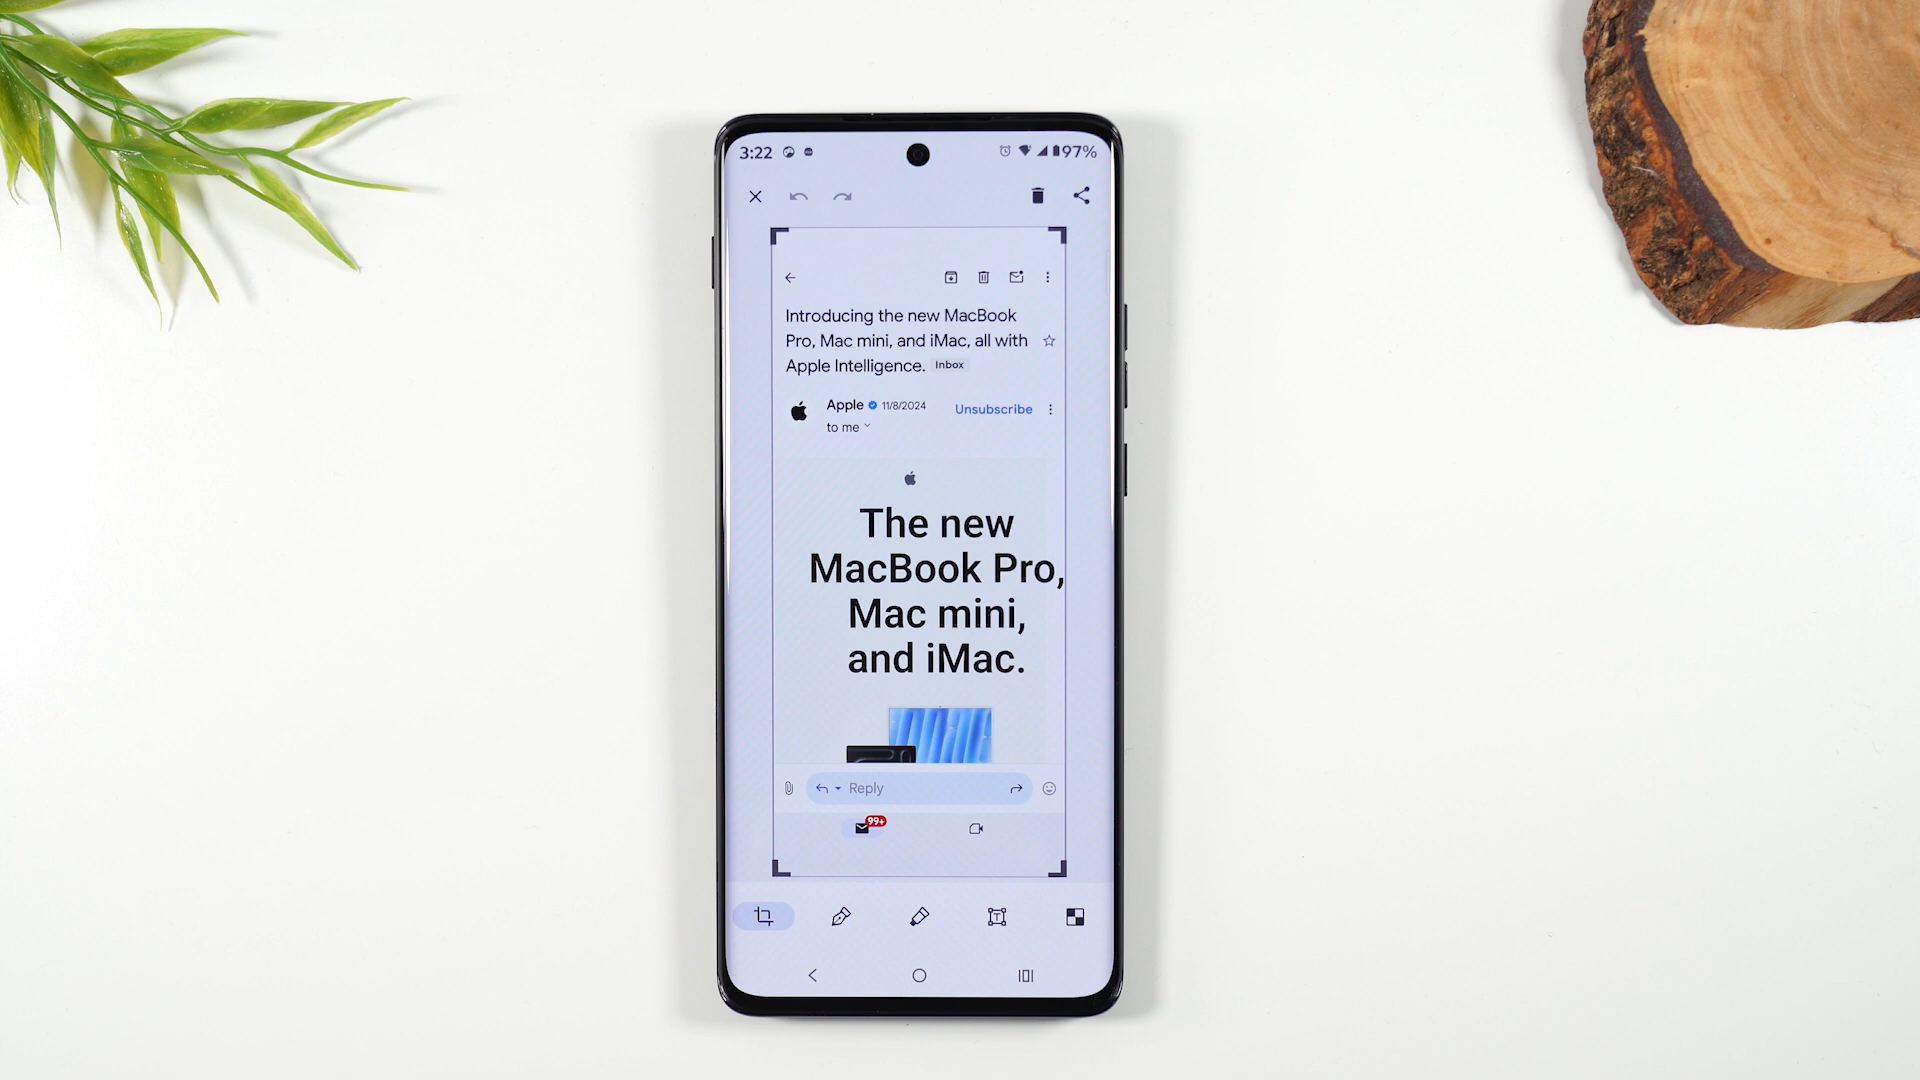 3:22
97%
Introducing the new MacBook
Pro, Mac mini, and iMac, all with
Apple Intelligence. Inbox
Apple 11/8/2024
Unsubscribe
to me
The new
MacBook Pro,
Mac mini,
and iMac.
Reply
99+
T